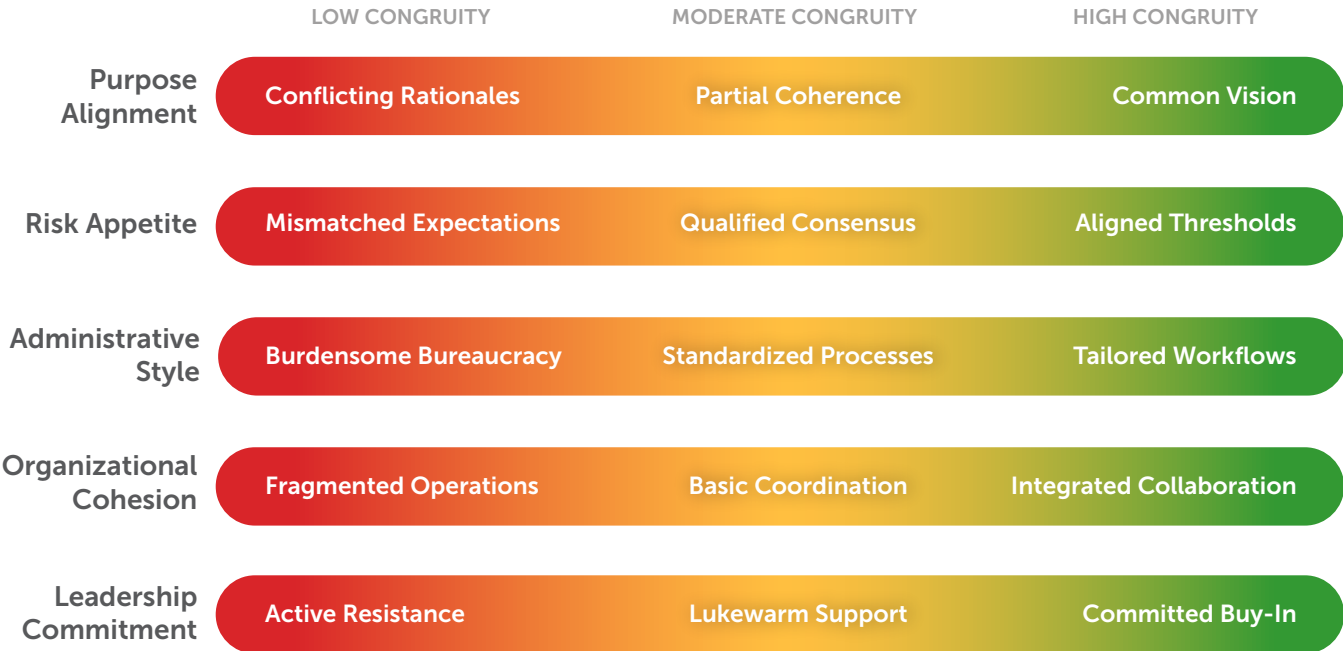 LOW CONGRUITY MODERATE CONGRUITY HIGH CONGRUITY
Purpose
Alignment
Conflicting Rationales Partial Coherence Common Vision
Risk Appetite Mismatched Expectations Qualified Consensus Aligned Thresholds
Administrative
Style
Burdensome Bureaucracy Standardized Processes Tailored Workflows
Organizational
Cohesion
Fragmented Operations Basic Coordination Integrated Collaboration
Leadership
Commitment
Active Resistance Lukewarm Support Committed Buy-In